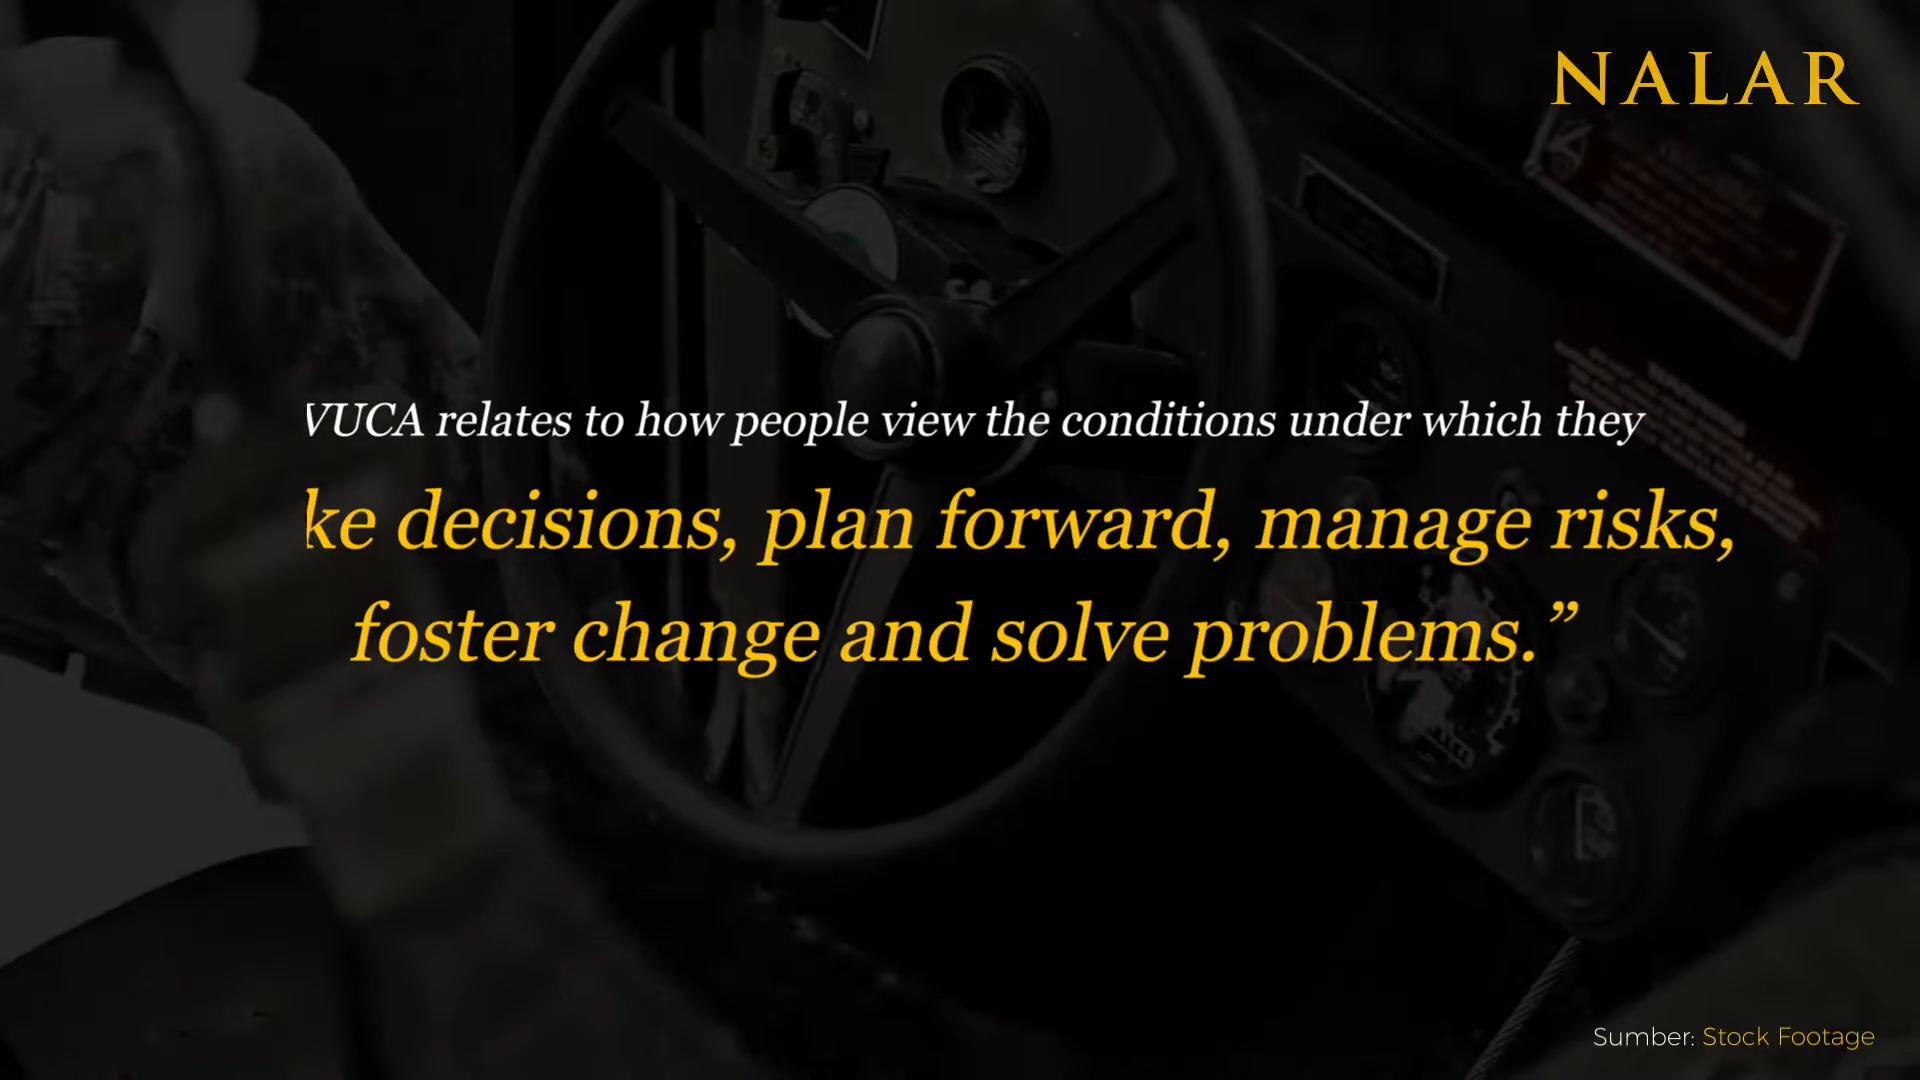 NALAR
VUCA relates to how people view the conditions under which they
ke decisions, plan forward, manage risks,
foster change and solve problems.”
Sumber: Stock Footage